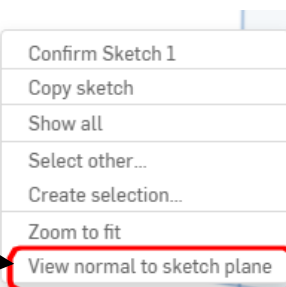 Confirm Sketch 1
Copy sketch
Show all
Select other...
Create selection...
Zoom to fit
View normal to sketch plane